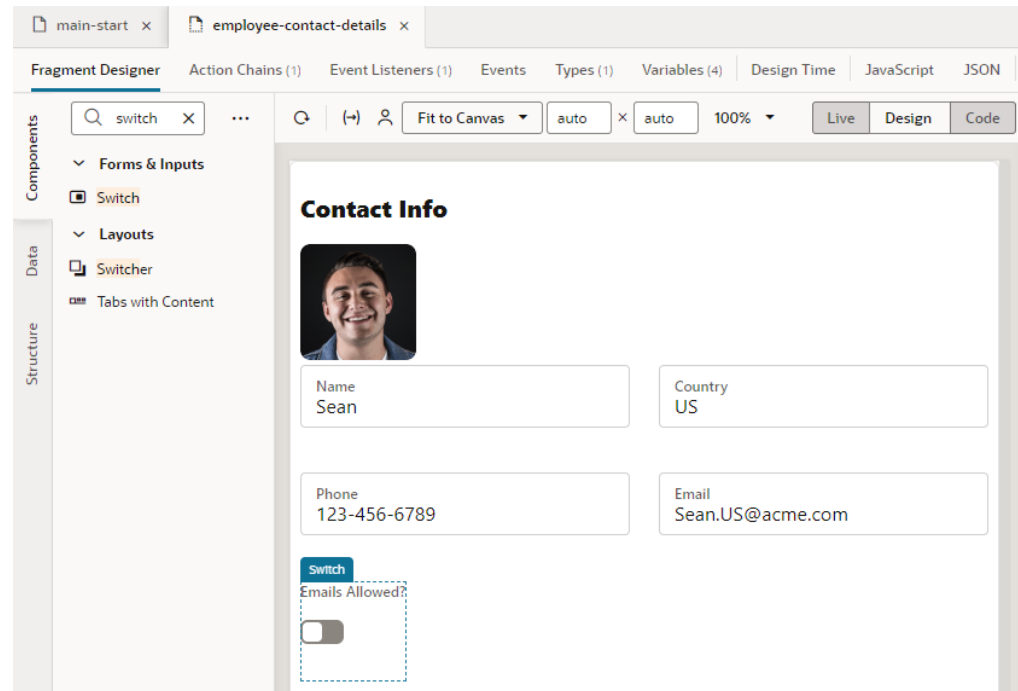 main-start × employee-contact-details ×
Fragment Designer Action Chains (1) Event Listeners (1) Events Types (1) Variables (4) Design Time JavaScript JSON
Components
Data
Structure
switch × ...
Forms & Inputs
Switch
Layouts
Switcher
Tabs with Content
Fit to Canvas auto × auto 100% Live Design Code
Contact Info
Name
Sean
Country
US
Phone
123-456-6789
Email
Sean.US@acme.com
Switch
Emails Allowed?